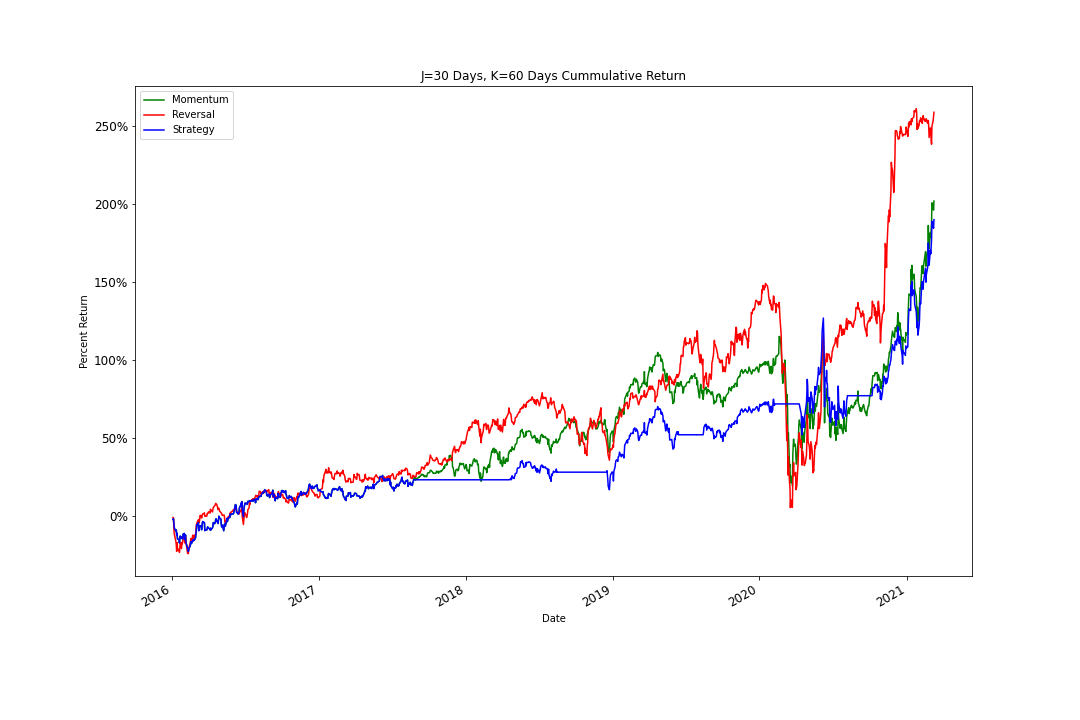 J=30 Days, K=60 Days Cummulative Return
Momentum
Reversal
Strategy
250%
200%
150%
100%
50%
0%
Percent Return
2016
2017
2018
2019
2020
2021
Date